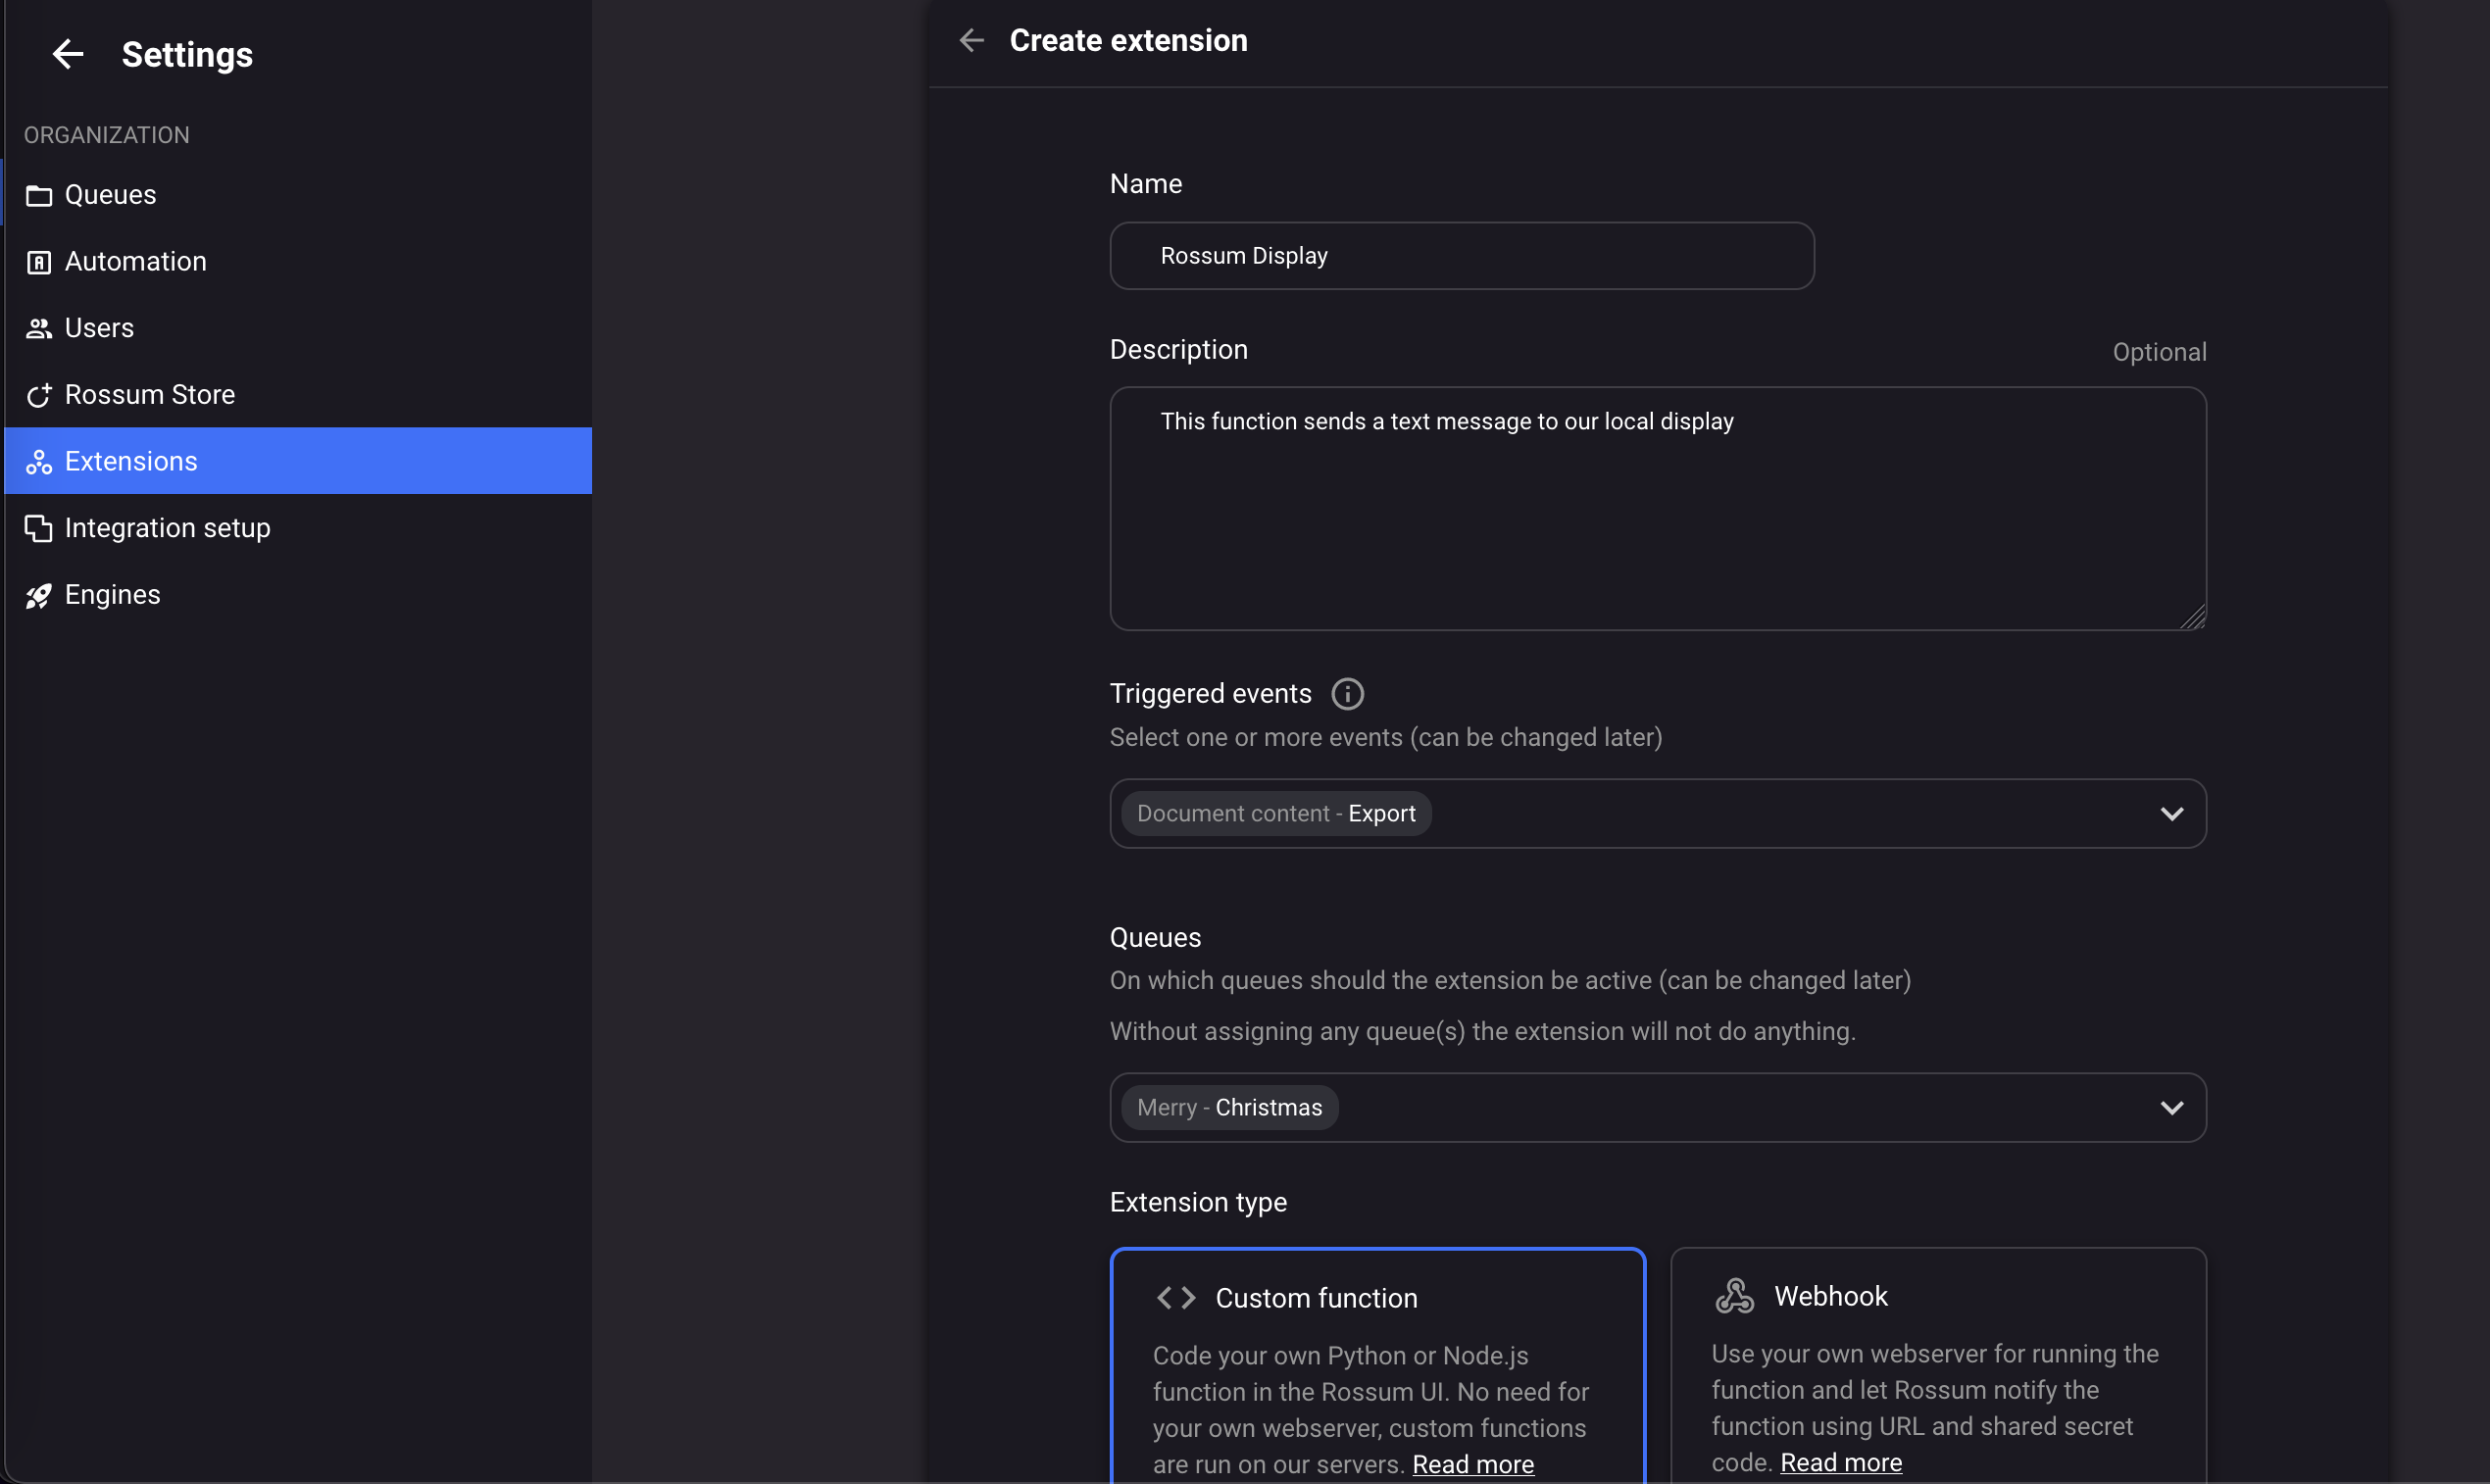 Settings
ORGANIZATION
Queues
Automation
Users
Rossum Store
Extensions
Integration setup
Engines
Create extension
Name
Rossum Display
Description
Optional
This function sends a text message to our local display
Triggered events
Select one or more events (can be changed later)
Document content - Export
Queues
On which queues should the extension be active (can be changed later)
Without assigning any queue(s) the extension will not do anything.
Merry - Christmas
Extension type
Custom function
Code your own Python or Node.js
function in the Rossum UI. No need for
your own webserver, custom functions
are run on our servers. Read more
Webhook
Use your own webserver for running the
function and let Rossum notify the
function using URL and shared secret
code. Read more